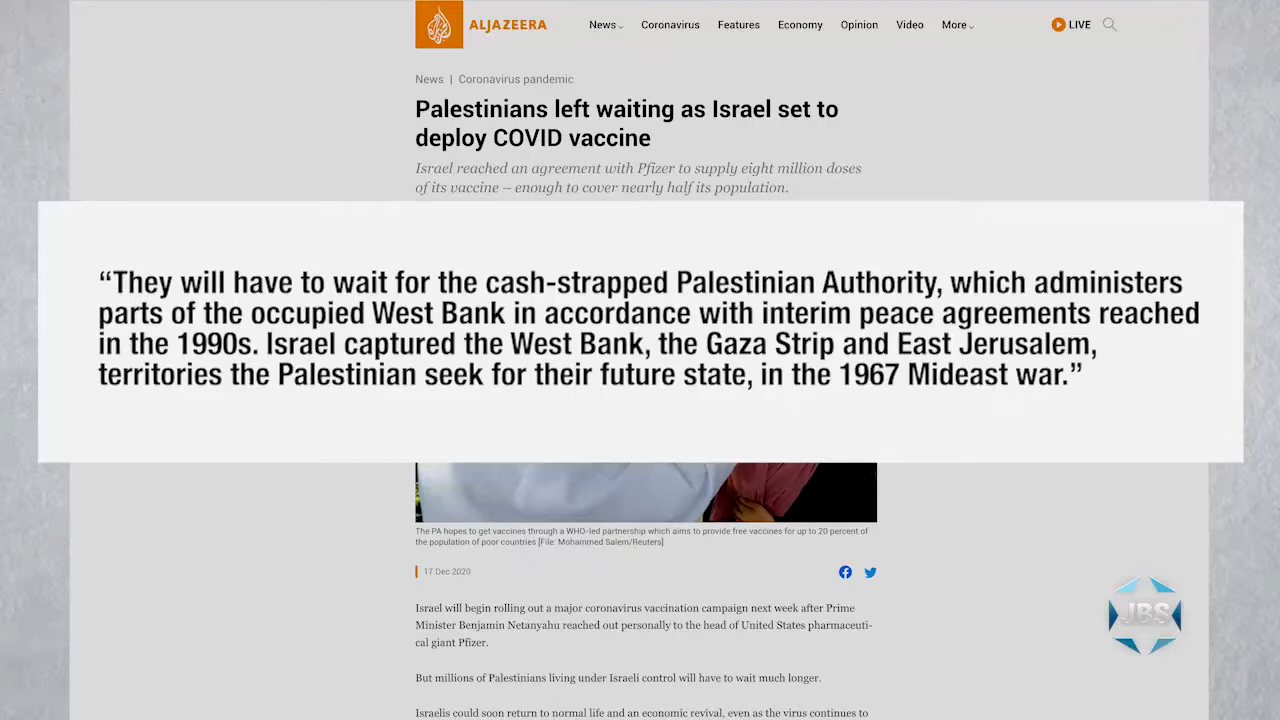 ALJAZEERA
News
Coronavirus
Features
Economy
Opinion
Video
More
LIVE
News | Coronavirus pandemic
Palestinians left waiting as Israel set to
deploy COVID vaccine
Israel reached an agreement with Pfizer to supply eight million doses
of its vaccine – enough to cover nearly half its population.
“They will have to wait for the cash-strapped Palestinian Authority, which administers
parts of the occupied West Bank in accordance with interim peace agreements reached
in the 1990s. Israel captured the West Bank, the Gaza Strip and East Jerusalem,
territories the Palestinian seek for their future state, in the 1967 Mideast war.”
The PA hopes to get vaccines through a WHO-led partnership which aims to provide free vaccines for up to 20 percent of
the population of poor countries [File: Mohammed Salem/Reuters]
17 Dec 2020
Israel will begin rolling out a major coronavirus vaccination campaign next week after Prime
Minister Benjamin Netanyahu reached out personally to the head of United States pharmaceuti-
cal giant Pfizer.
But millions of Palestinians living under Israeli control will have to wait much longer.
Israelis could soon return to normal life and an economic revival, even as the virus continues to
JBS